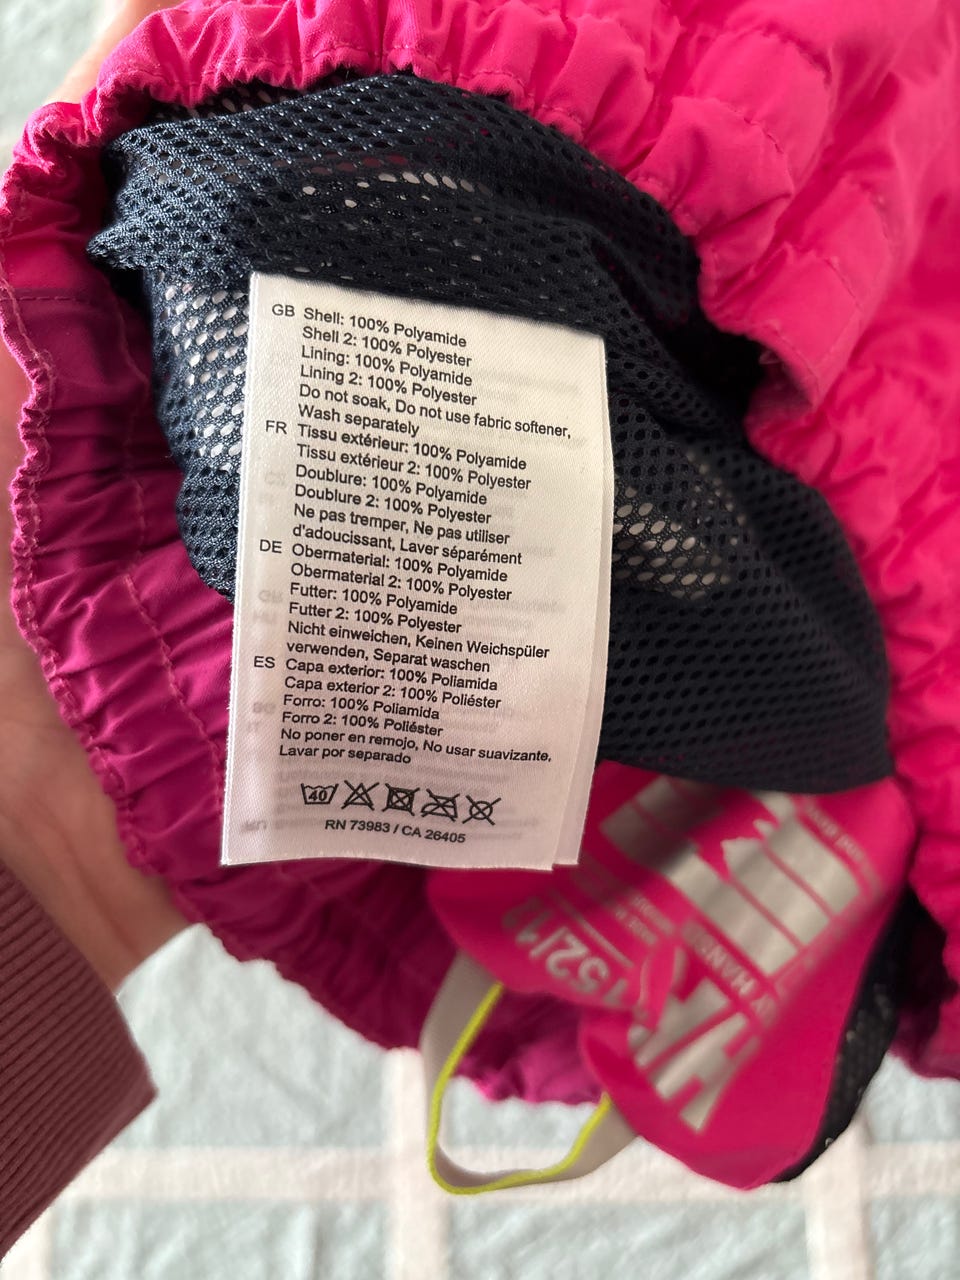 GB Shell: 100% Polyamide
Shell 2: 100% Polyester
Lining: 100% Polyamide
Lining 2: 100% Polyester
Do not soak, Do not use fabric softener,
Wash separately
FR Tissu extérieur: 100% Polyamide
Tissu extérieur 2: 100% Polyester
Doublure: 100% Polyamide
Doublure 2: 100% Polyester
Ne pas tremper, Ne pas utiliser
d'adoucissant, Laver séparément
DE Obermaterial: 100% Polyamide
Obermaterial 2: 100% Polyester
Futter: 100% Polyamide
Futter 2: 100% Polyester
Nicht einweichen, Keinen Weichspüler
verwenden, Separat waschen
ES Capa exterior: 100% Poliamida
Capa exterior 2: 100% Poliéster
Forro: 100% Poliamida
Forro 2: 100% Poliéster
No poner en remojo, No usar suavizante,
Lavar por separado
40
RN 73983 / CA 26405
152/12